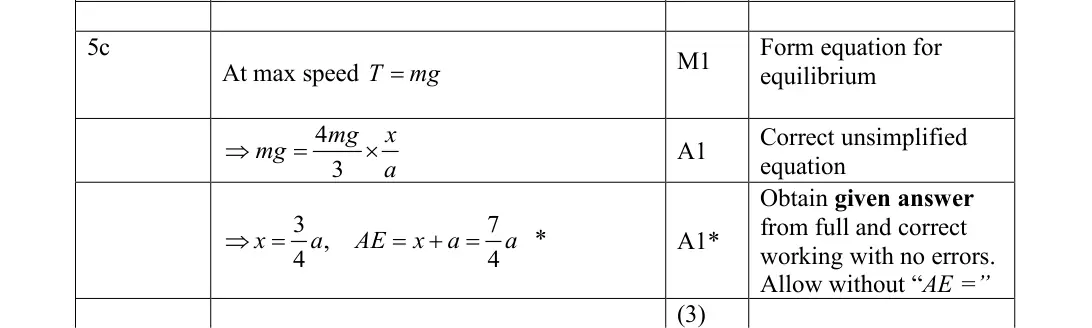 5c
At max speed T = mg
M1
Form equation for
equilibrium
⇒ mg = 4mg/3 × x/a
A1
Correct unsimplified
equation
⇒ x = 3/4 a, AE = x + a = 7/4 a *
A1*
Obtain given answer
from full and correct
working with no errors.
Allow without “AE =”
(3)